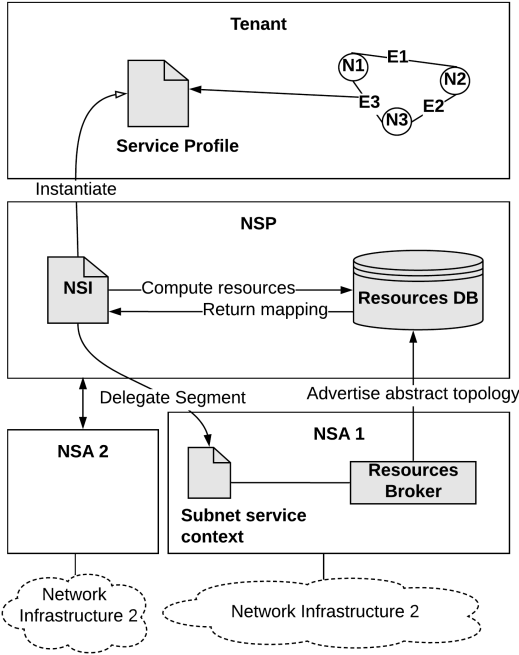 Tenant
N1
E1
N2
E3
E2
N3
Service Profile
Instantiate
NSP
NSI
Compute resources
Resources DB
Return mapping
Delegate Segment
Advertise abstract topology
NSA 2
NSA 1
Resources
Broker
Subnet service
context
Network
Infrastructure 2
Network Infrastructure 2